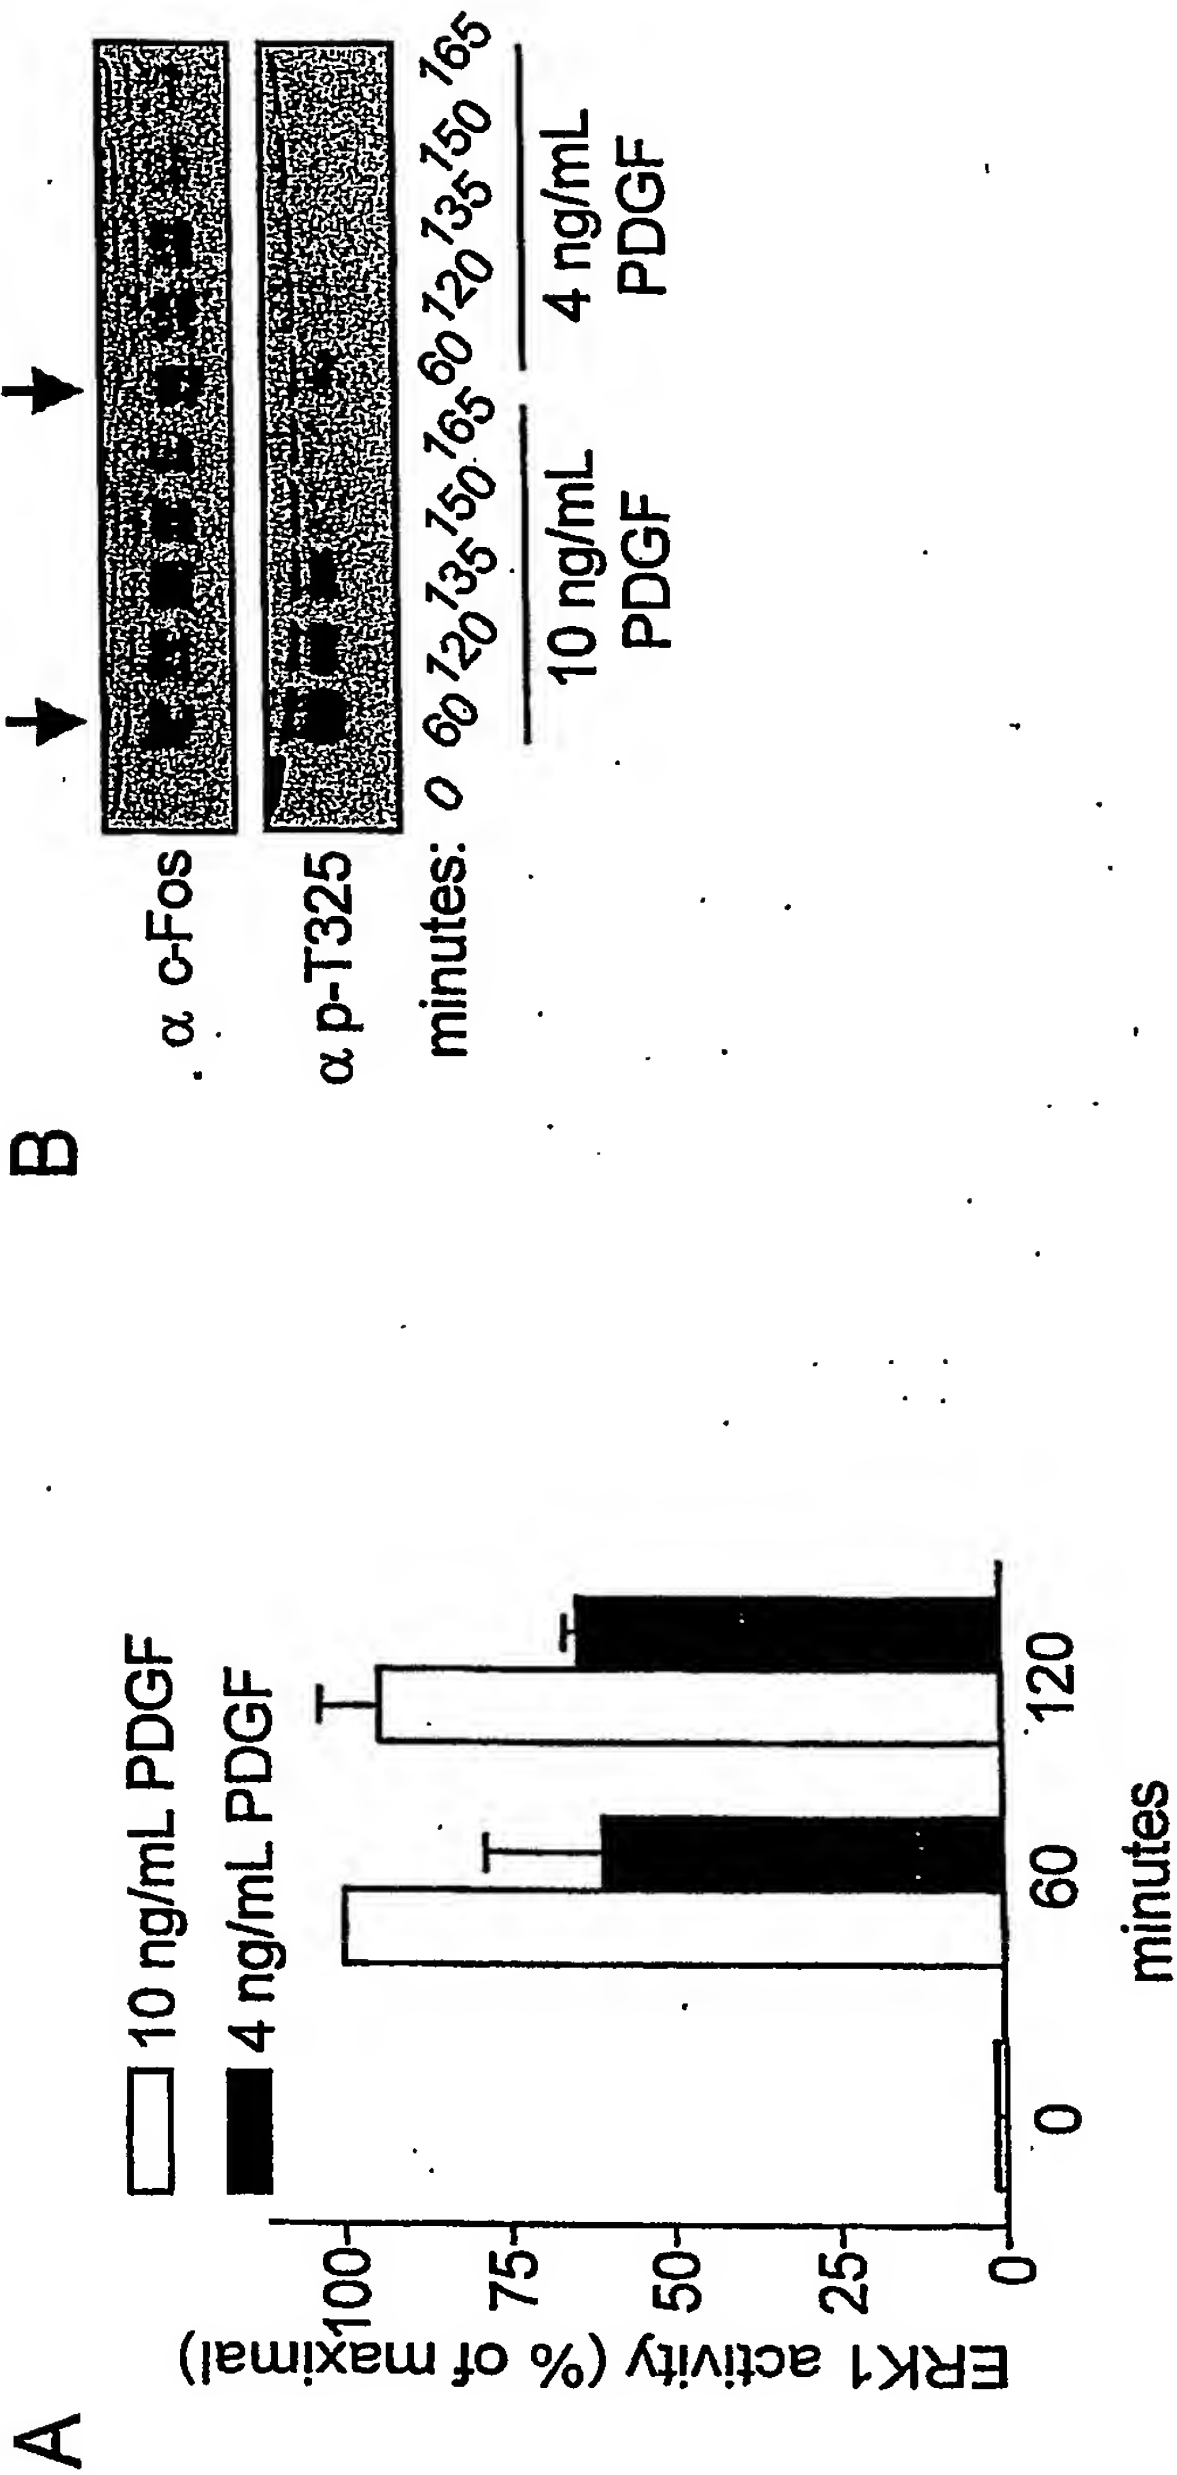 A
10 ng/mL PDGF
4 ng/mL PDGF
ERK1 activity (% of maximal)
100
75
50
25
0
0 60 120
minutes
B
α c-Fos
α p-T325
minutes: 0 60 120 135 150 165 60 120 135 150 165
10 ng/mL PDGF
4 ng/mL PDGF